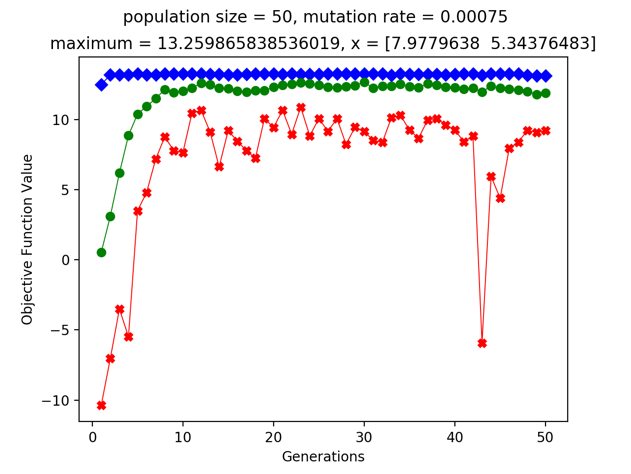 population size = 50, mutation rate = 0.00075
maximum = 13.259865838536019, x = [7.9779638  5.34376483]
10
5
0
−5
−10
Objective Function Value
0 10 20 30 40 50
Generations